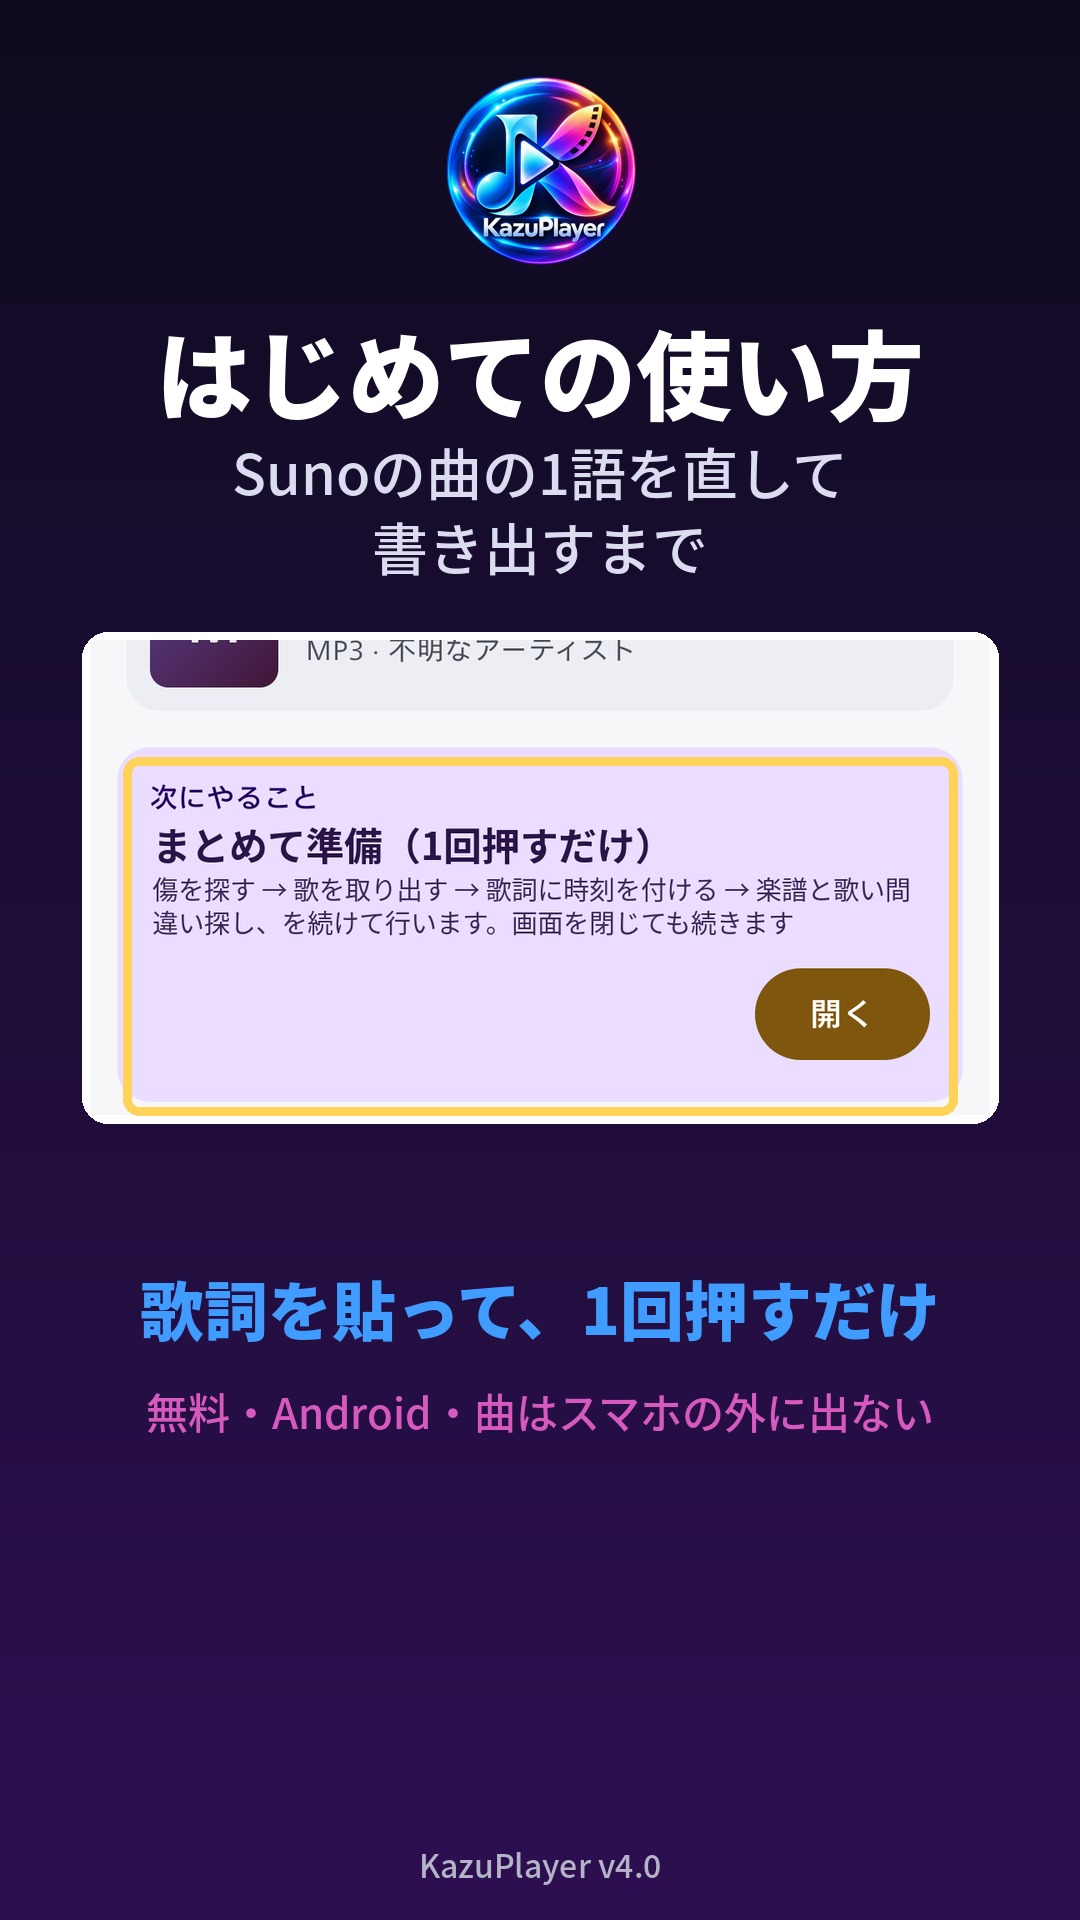 KazuPlayer
はじめての使い方
Sunoの曲の1語を直して
書き出すまで
MP3 · 不明なアーティスト
次にやること
まとめて準備（1回押すだけ）
傷を探す → 歌を取り出す → 歌詞に時刻を付ける → 楽譜と歌い間
違い探し、を続けて行います。画面を閉じても続きます
開く
歌詞を貼って、1回押すだけ
無料・Android・曲はスマホの外に出ない
KazuPlayer v4.0